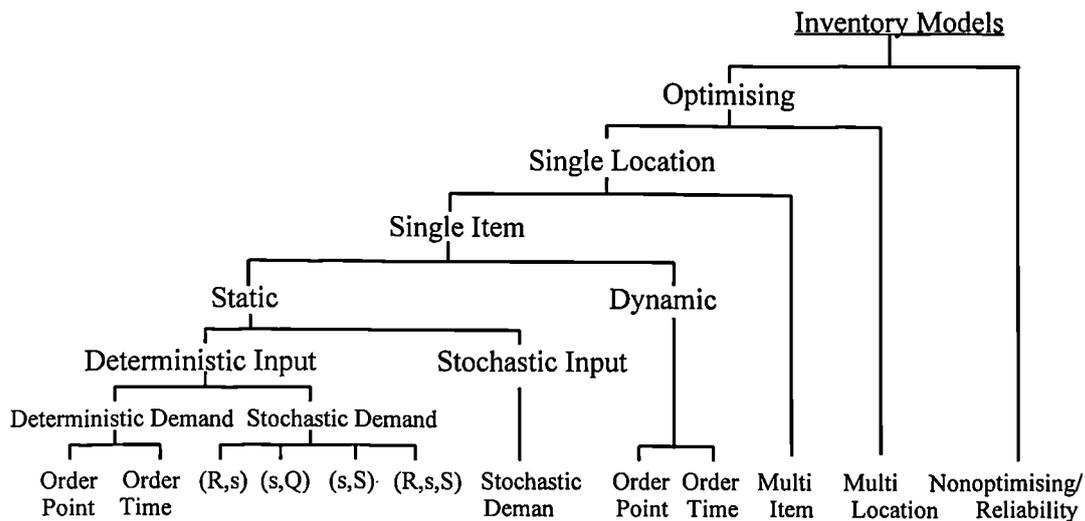 Inventory Models
Optimising
Single Location
Single Item
Static Dynamic
Deterministic Input Stochastic Input
Deterministic Demand Stochastic Demand
Order Order (R,s) (s,Q) (s,S) (R,s,S) Stochastic Order Order Multi Multi Nonoptimising/
Point Time Deman Point Time Item Location Reliability